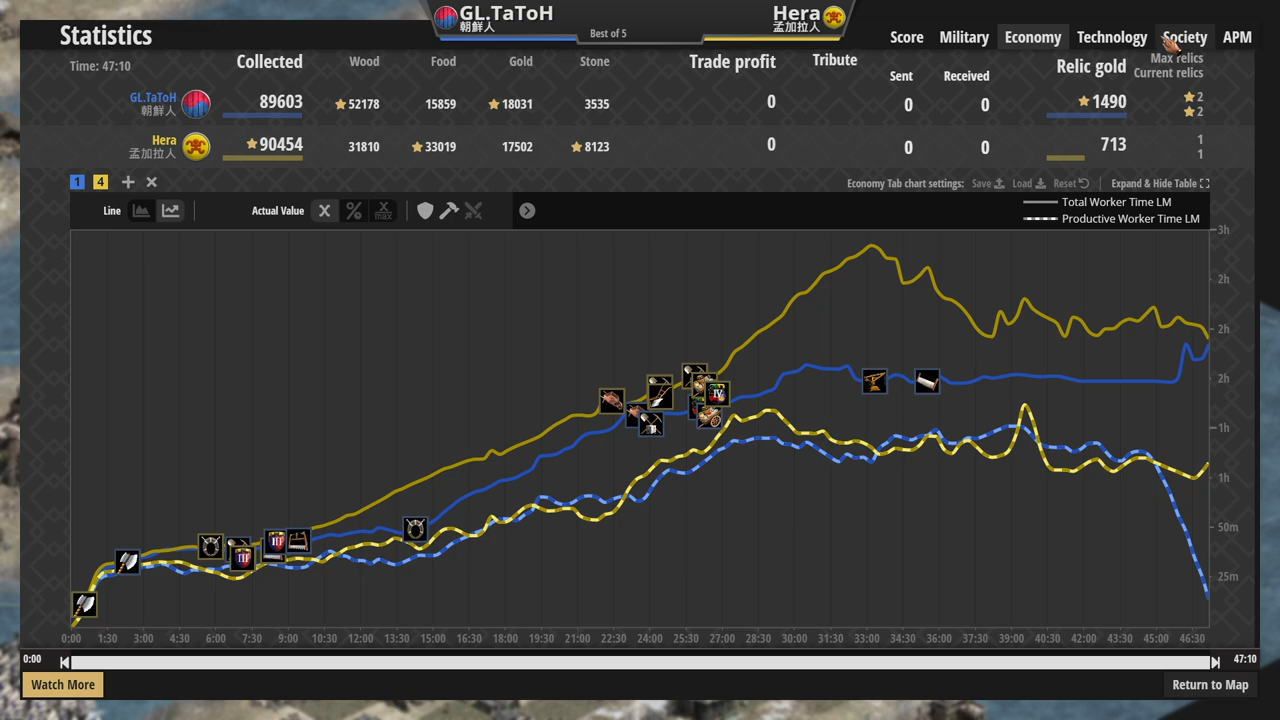 GL.TaToH
朝鮮人
Best of 5
Hera
孟加拉人
Statistics
Score Military Economy Technology Society APM
Time: 47:10
Collected Wood Food Gold Stone Trade profit Tribute Sent Received Relic gold Max relics
Current relics
GL.TaToH
朝鮮人
89603 52178 15859 18031 3535 0 0 0 1490 2
2
Hera
孟加拉人
90454 31810 33019 17502 8123 0 0 0 713 1
1
1 4 + ×
Economy Tab chart settings: Save Load Reset Expand & Hide Table
Line Actual Value X % X/max
Total Worker Time LM
Productive Worker Time LM
3h
2h
2h
2h
1h
1h
50m
25m
III III IV
0:00 1:30 3:00 4:30 6:00 7:30 9:00 10:30 12:00 13:30 15:00 16:30 18:00 19:30 21:00 22:30 24:00 25:30 27:00 28:30 30:00 31:30 33:00 34:30 36:00 37:30 39:00 40:30 42:00 43:30 45:00 46:30
0:00 47:10
Watch More Return to Map